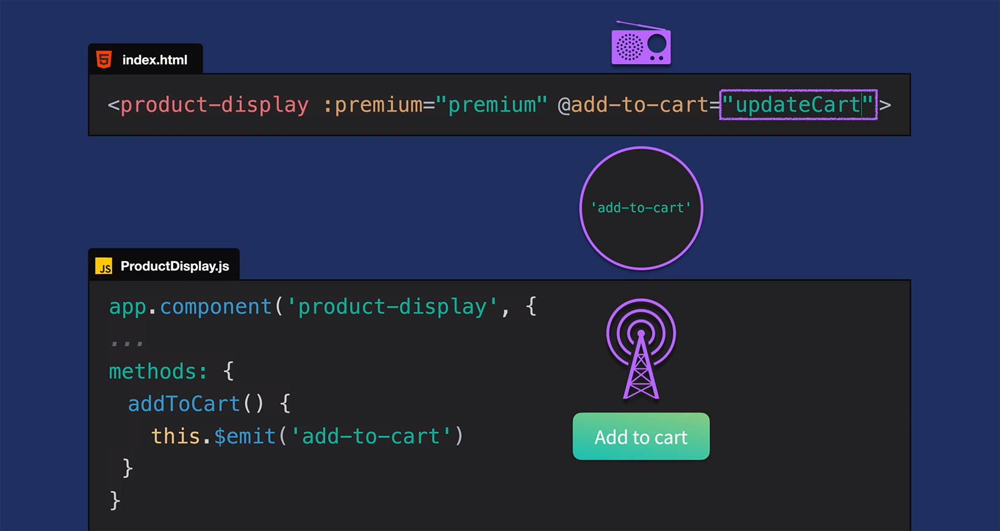 index.html
<product-display :premium="premium" @add-to-cart="updateCart">
'add-to-cart'
JS ProductDisplay.js
app.component('product-display', {
...
methods: {
addToCart() {
this.$emit('add-to-cart')
}
}
Add to cart